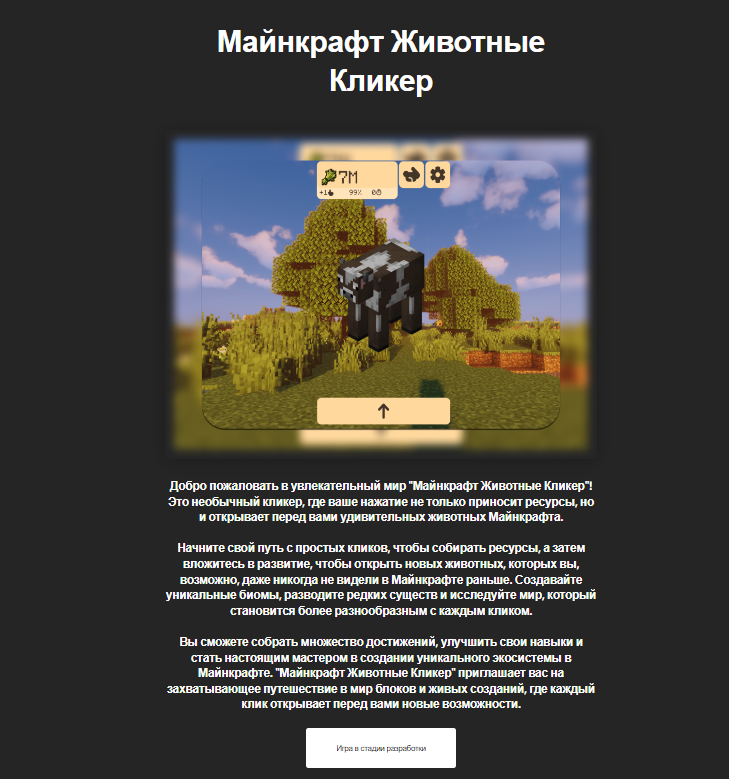 Майнкрафт Животные
Кликер
7М
+1
99%
0
Добро пожаловать в увлекательный мир "Майнкрафт Животные Кликер"!
Это необычный кликер, где ваше нажатие не только приносит ресурсы, но
и открывает перед вами удивительных животных Майнкрафта.
Начните свой путь с простых кликов, чтобы собирать ресурсы, а затем
вложитесь в развитие, чтобы открыть новых животных, которых вы,
возможно, даже никогда не видели в Майнкрафте раньше. Создавайте
уникальные биомы, разводите редких существ и исследуйте мир, который
становится более разнообразным с каждым кликом.
Вы сможете собрать множество достижений, улучшить свои навыки и
стать настоящим мастером в создании уникального экосистемы в
Майнкрафте. "Майнкрафт Животные Кликер" приглашает вас на
захватывающее путешествие в мир блоков и живых созданий, где каждый
клик открывает перед вами новые возможности.
Игра в стадии разработки